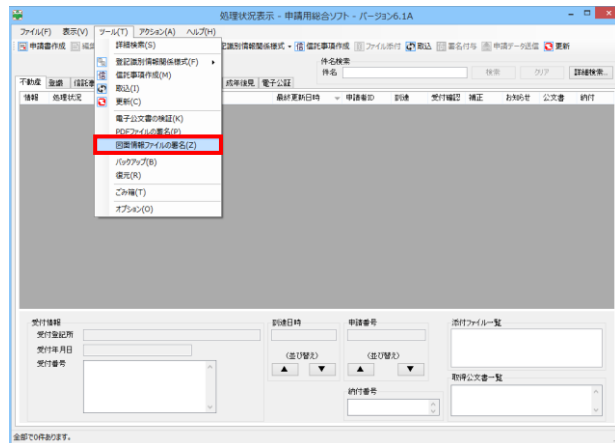 処理状況表示 - 申請用総合ソフト - バージョン6.1A
ファイル(F) 表示(V) ツール(T) アクション(A) ヘルプ(H)
申請書作成 記識別情報関係様式 信託事項作成 ファイル添付 取込 署名付与 申請データ送信 更新
詳細検索(S)
登記識別情報関係様式(F)
信託事項作成(M)
取込(I)
更新(C)
電子公文書の検証(K)
PDFファイルの署名(P)
図面情報ファイルの署名(Z)
バックアップ(B)
復元(R)
ごみ箱(T)
オプション(O)
件名検索
件名 検索 クリア 詳細検索...
不動産 登嘱 成年後見 電子公証
情報 処理状況 最終更新日時 申請者ID 到達 受付確認 補正 お知らせ 公文書 納付
受付情報
受付登記所
受付年月日
受付番号
到達日時
(並び替え)
▲ ▼
申請番号
(並び替え)
▲ ▼
納付番号
添付ファイル一覧
取得公文書一覧
全部で0件あります。